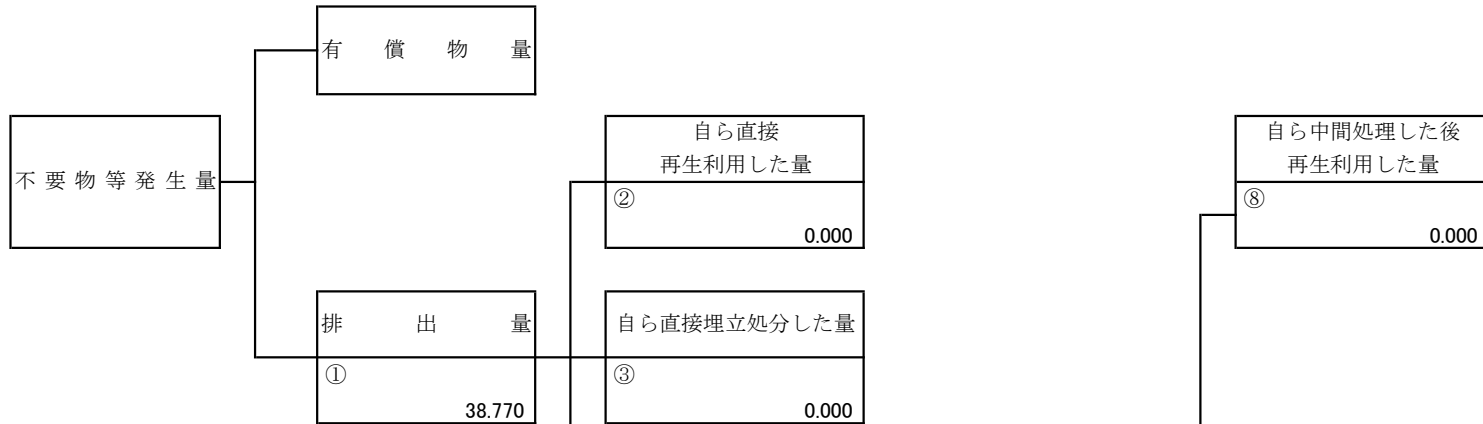 有償物量
不要物等発生量
自ら直接
再生利用した量
②
0.000
自ら中間処理した後
再生利用した量
⑧
0.000
排出量
①
38.770
自ら直接埋立処分した量
③
0.000